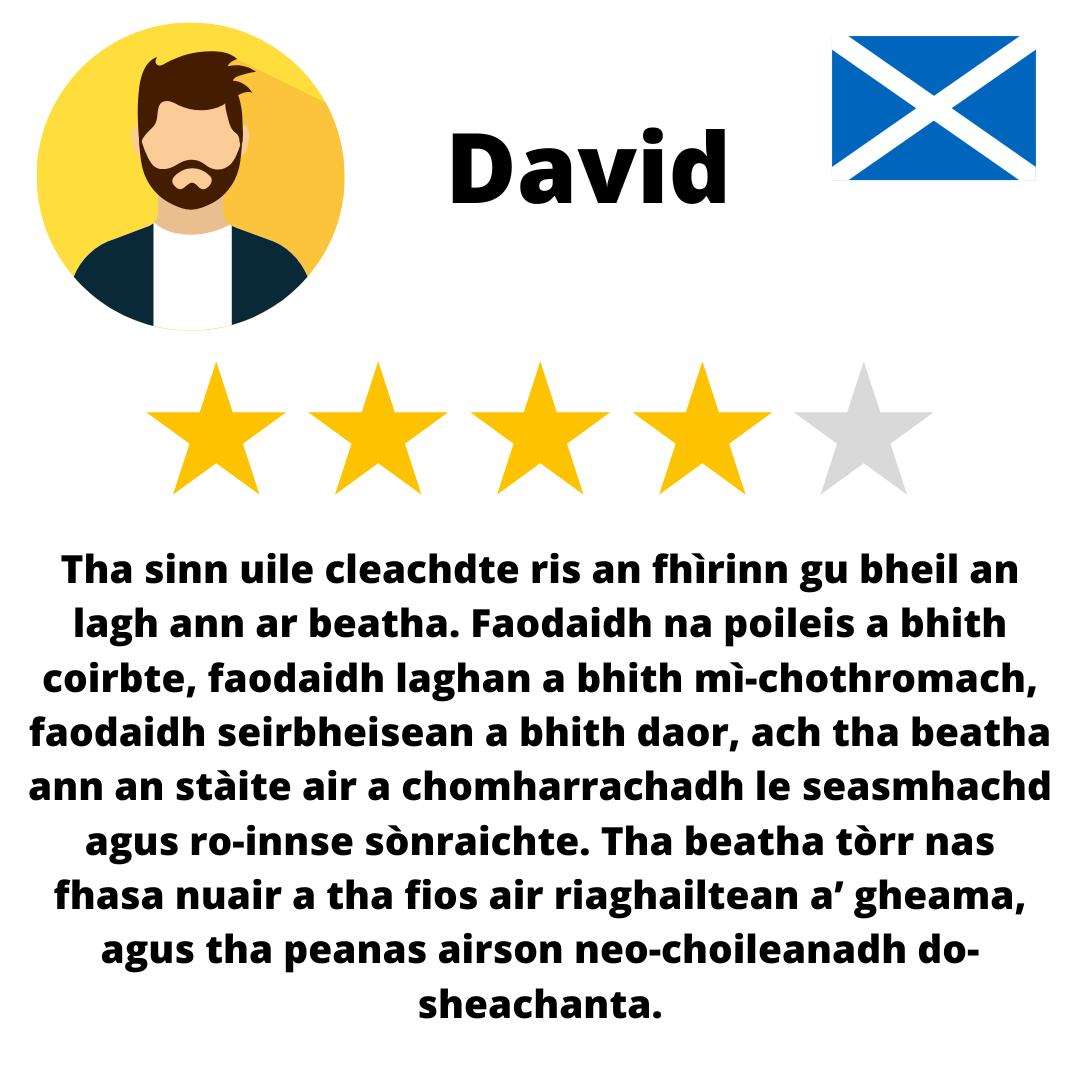 David
Tha sinn uile cleachdte ris an fhìrinn gu bheil an
lagh ann ar beatha. Faodaidh na poileis a bhith
coirbte, faodaidh laghan a bhith mì-chothromach,
faodaidh seirbheisean a bhith daor, ach tha beatha
ann an stàite air a chomharrachadh le seasmhachd
agus ro-innse sònraichte. Tha beatha tòrr nas
fhasa nuair a tha fios air riaghailtean a’ gheama,
agus tha peanas airson neo-choileanadh do-
sheachanta.